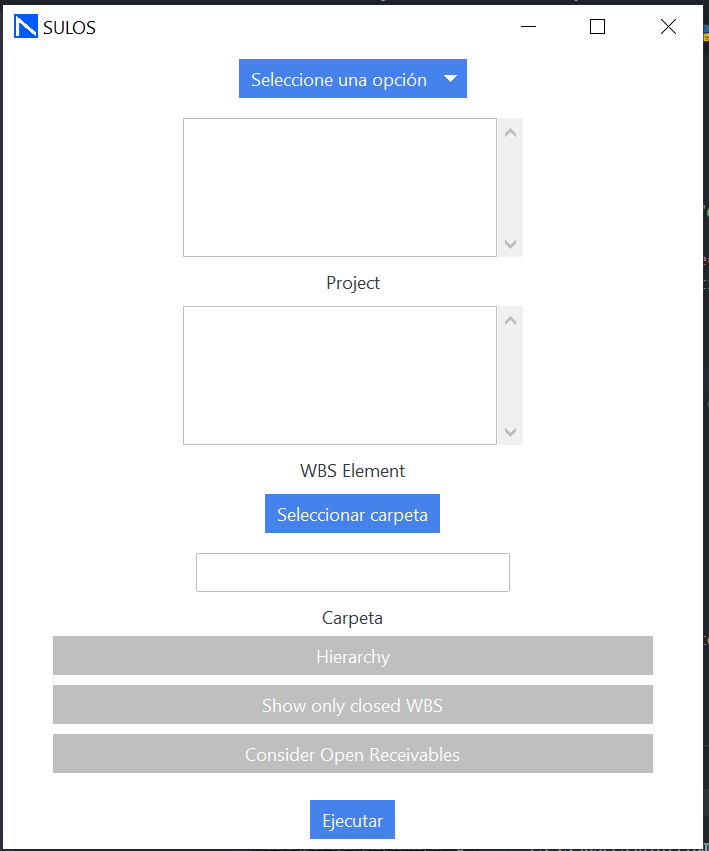 SULOS
Seleccione una opción
Project
WBS Element
Seleccionar carpeta
Carpeta
Hierarchy
Show only closed WBS
Consider Open Receivables
Ejecutar